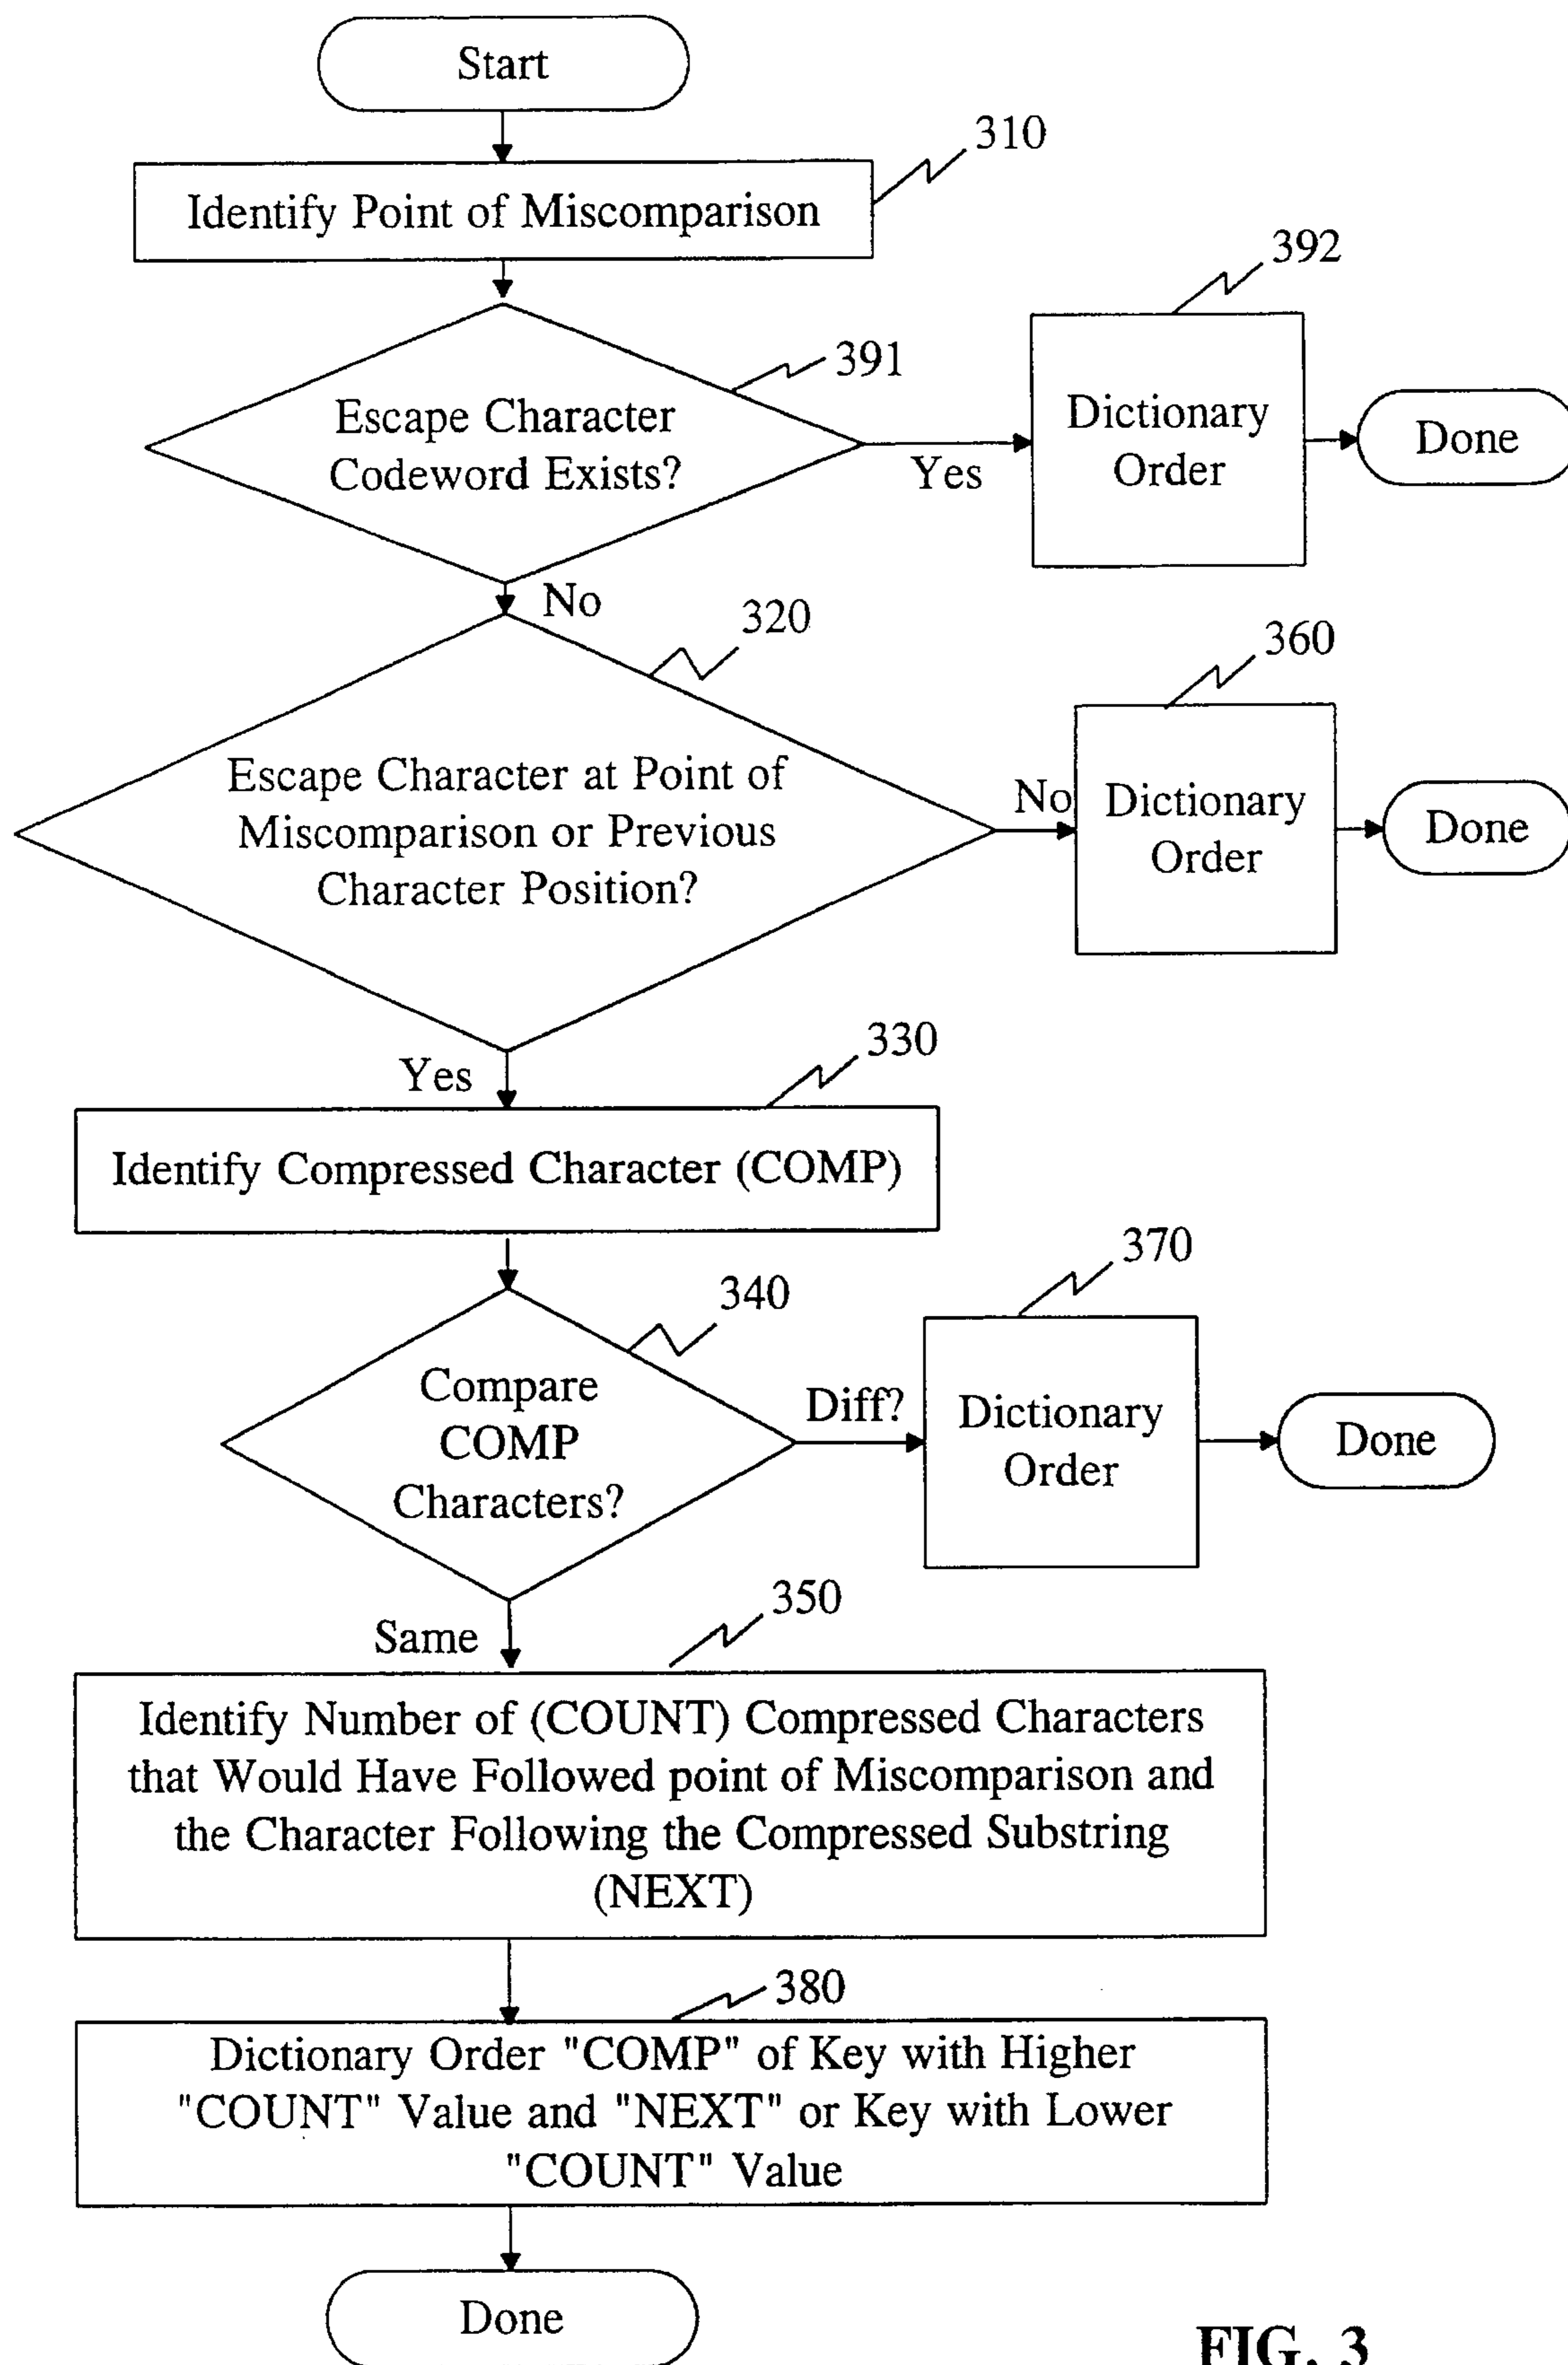 Start
310
Identify Point of Miscomparison
392
391
Escape Character
Codeword Exists?
Yes
Dictionary
Order
Done
No
320
360
Escape Character at Point of
Miscomparison or Previous
Character Position?
No
Dictionary
Order
Done
Yes
330
Identify Compressed Character (COMP)
370
340
Compare
COMP
Characters?
Diff?
Dictionary
Order
Done
Same
350
Identify Number of (COUNT) Compressed Characters
that Would Have Followed point of Miscomparison and
the Character Following the Compressed Substring
(NEXT)
380
Dictionary Order "COMP" of Key with Higher
"COUNT" Value and "NEXT" or Key with Lower
"COUNT" Value
Done
FIG. 3